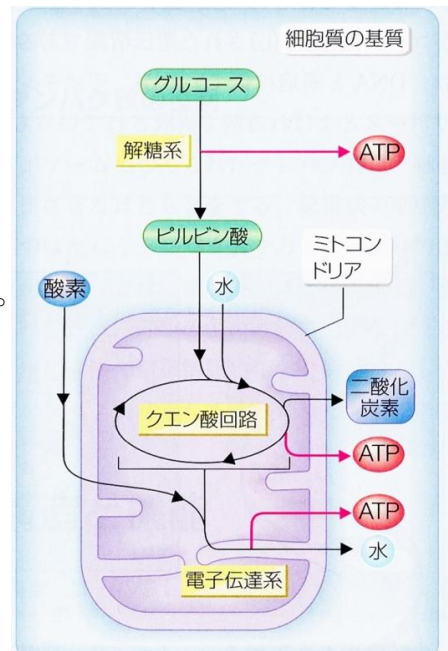 細胞質の基質
グルコース
解糖系
ATP
ピルビン酸
ミトコン
ドリア
酸素
水
。
二酸化
炭素
クエン酸回路
ATP
ATP
水
電子伝達系